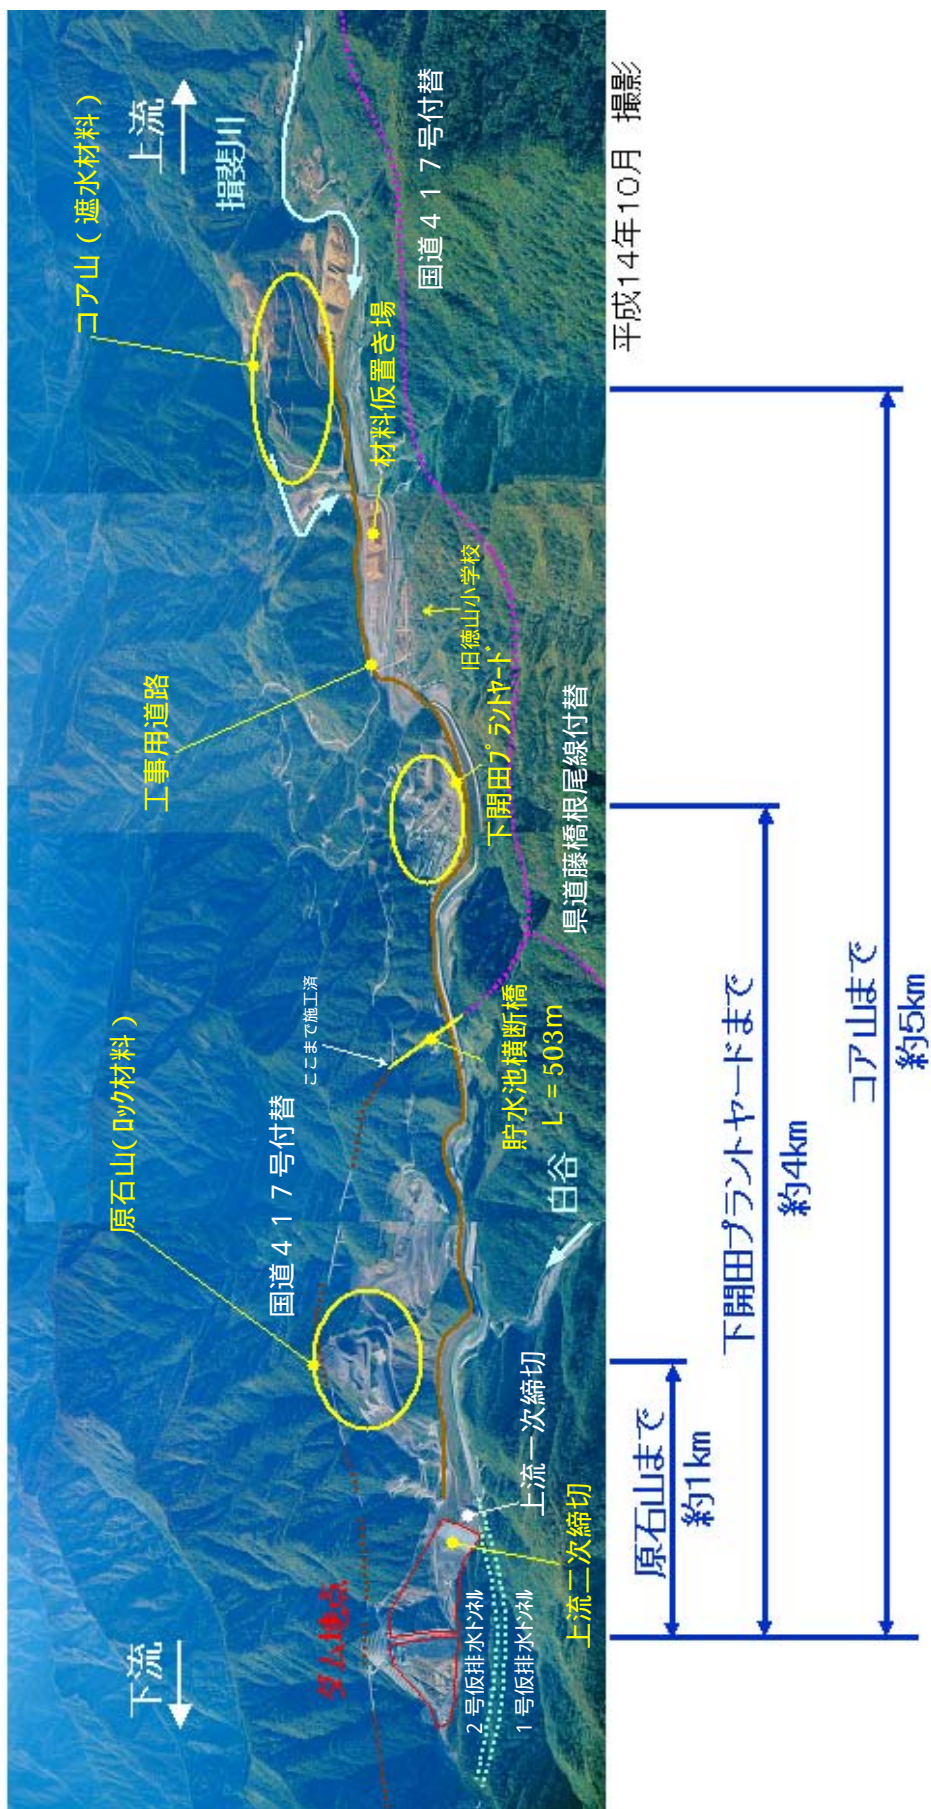 下流
上流
揖斐川
コア山（遮水材料）
工事用道路
原石山（ロック材料）
国道４１７号付替
ここまで施工済
ダム地点
材料仮置き場
国道４１７号付替
旧徳山小学校
下開田プラントヤード
県道藤橋根尾線付替
貯水池横断橋
Ｌ＝503m
白谷
上流一次締切
上流二次締切
２号仮排水トンネル
１号仮排水トンネル
平成14年10月　撮影
原石山まで
約1km
下開田プラントヤードまで
約4km
コア山まで
約5km